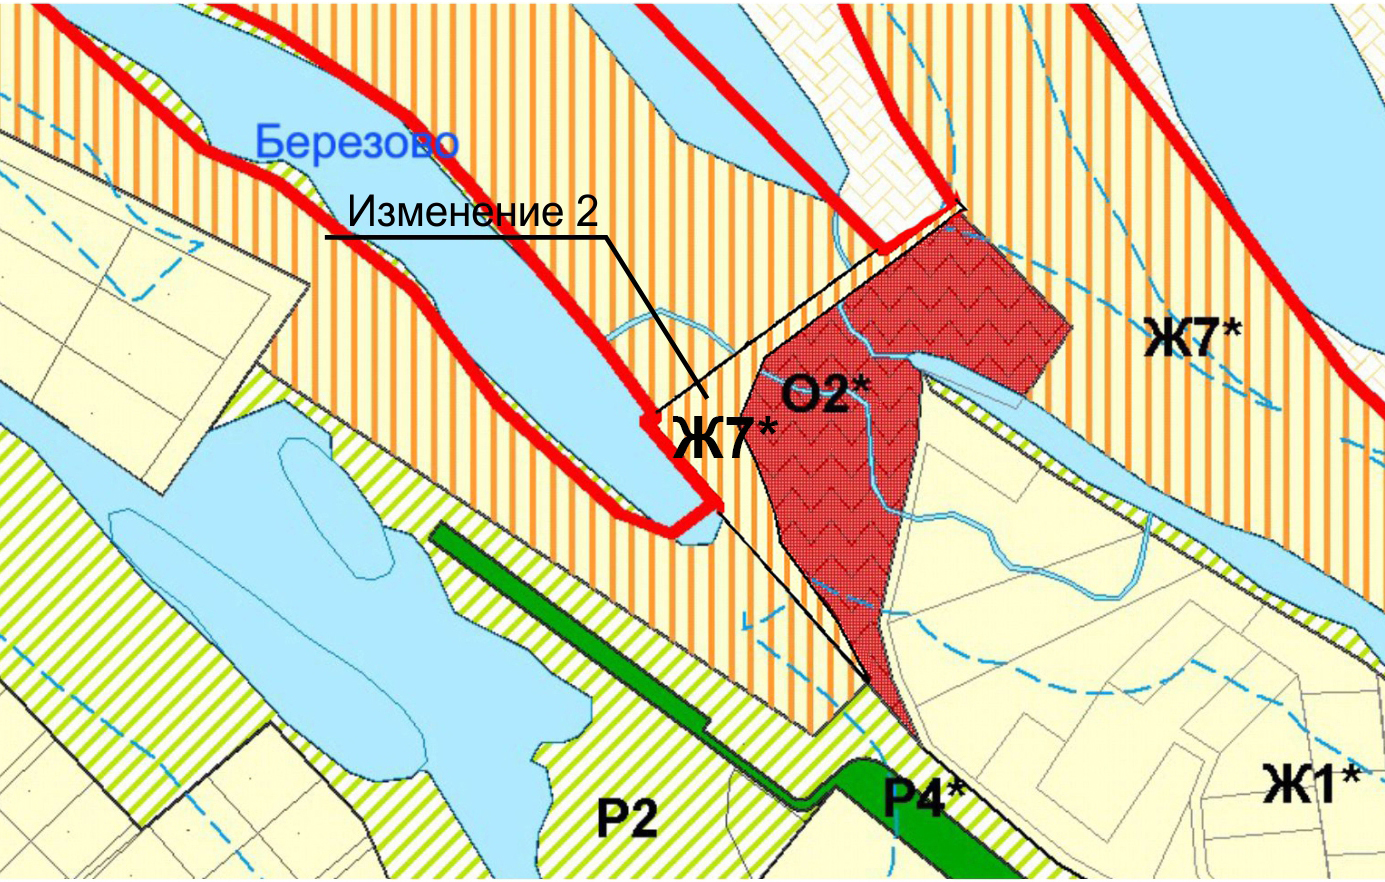 Березово
Изменение 2
Ж7*
О2*
Ж7*
Ж1*
Р4*
Р2